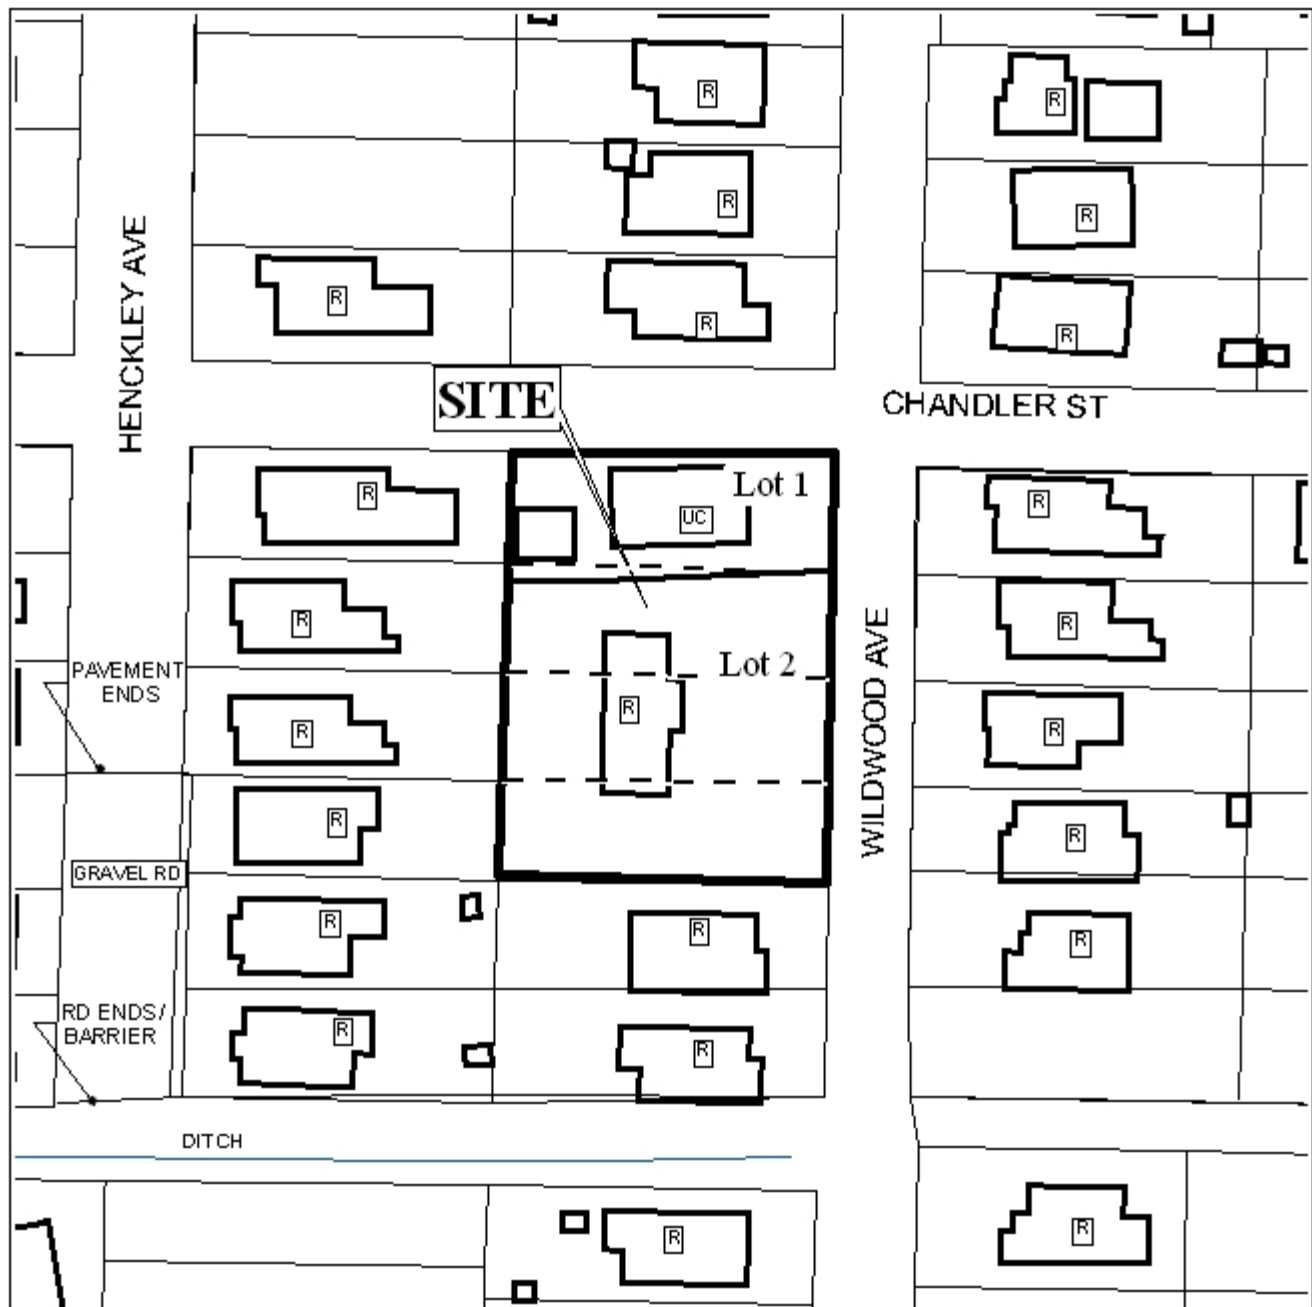 R
R
R
R
R
HENCKLEY AVE
R
R
R
SITE
CHANDLER ST
R
Lot 1
UC
R
R
R
WILDWOOD AVE
PAVEMENT
ENDS
Lot 2
R
R
R
R
R
GRAVEL RD
R
R
R
RD ENDS/
BARRIER
R
R
DITCH
R
R